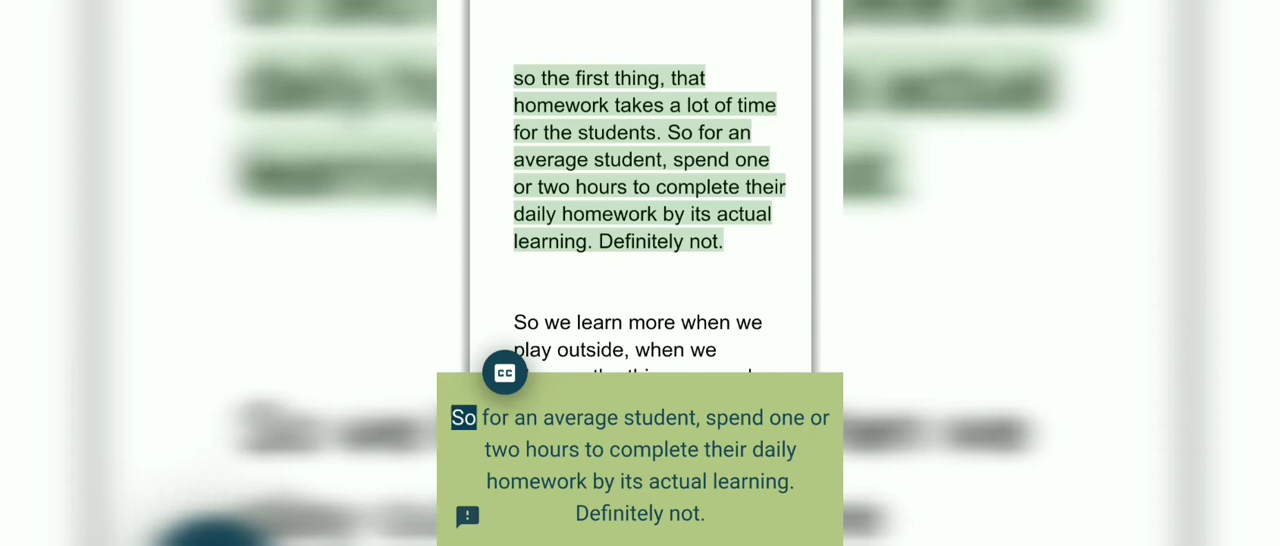 so the first thing, that
homework takes a lot of time
for the students. So for an
average student, spend one
or two hours to complete their
daily homework by its actual
learning. Definitely not.
So we learn more when we
play outside, when we
CC
So for an average student, spend one or
two hours to complete their daily
homework by its actual learning.
Definitely not.